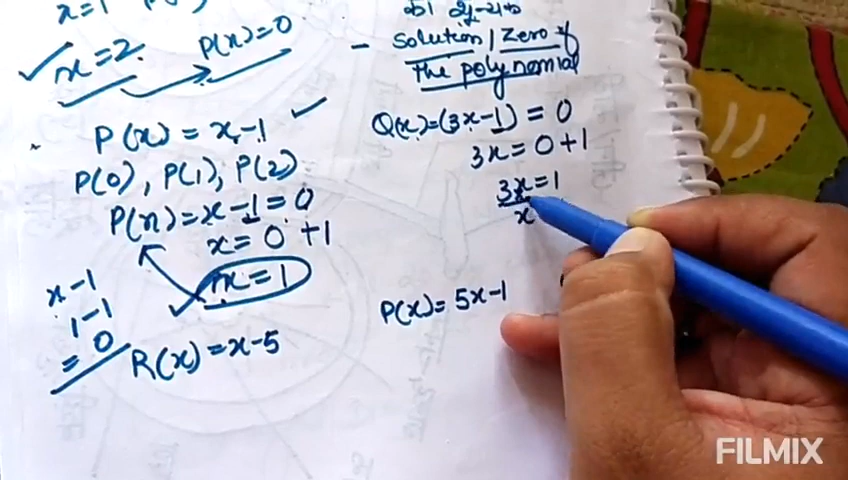 x=1
x=2.
P(x)=0
- Solution / Zero of
The polynomial
P(x) = x-1
P(0), P(1), P(2)
P(x) = x-1=0
x = 0 +1
x = 1
x-1
1-1
= 0
R(x) = x-5
Q(x)=(3x-1) = 0
3x = 0 +1
3x=1
x
P(x)= 5x-1
FILMIX